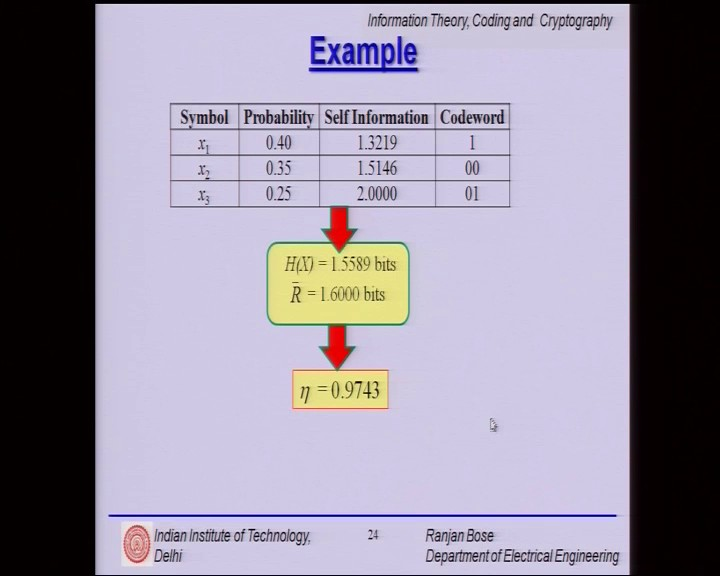 Information Theory, Coding and Cryptography
Example
Symbol Probability Self Information Codeword
x1 0.40 1.3219 1
x2 0.35 1.5146 00
x3 0.25 2.0000 01
H(X) = 1.5589 bits
R̄ = 1.6000 bits
η = 0.9743
Indian Institute of Technology,
Delhi
24
Ranjan Bose
Department of Electrical Engineering